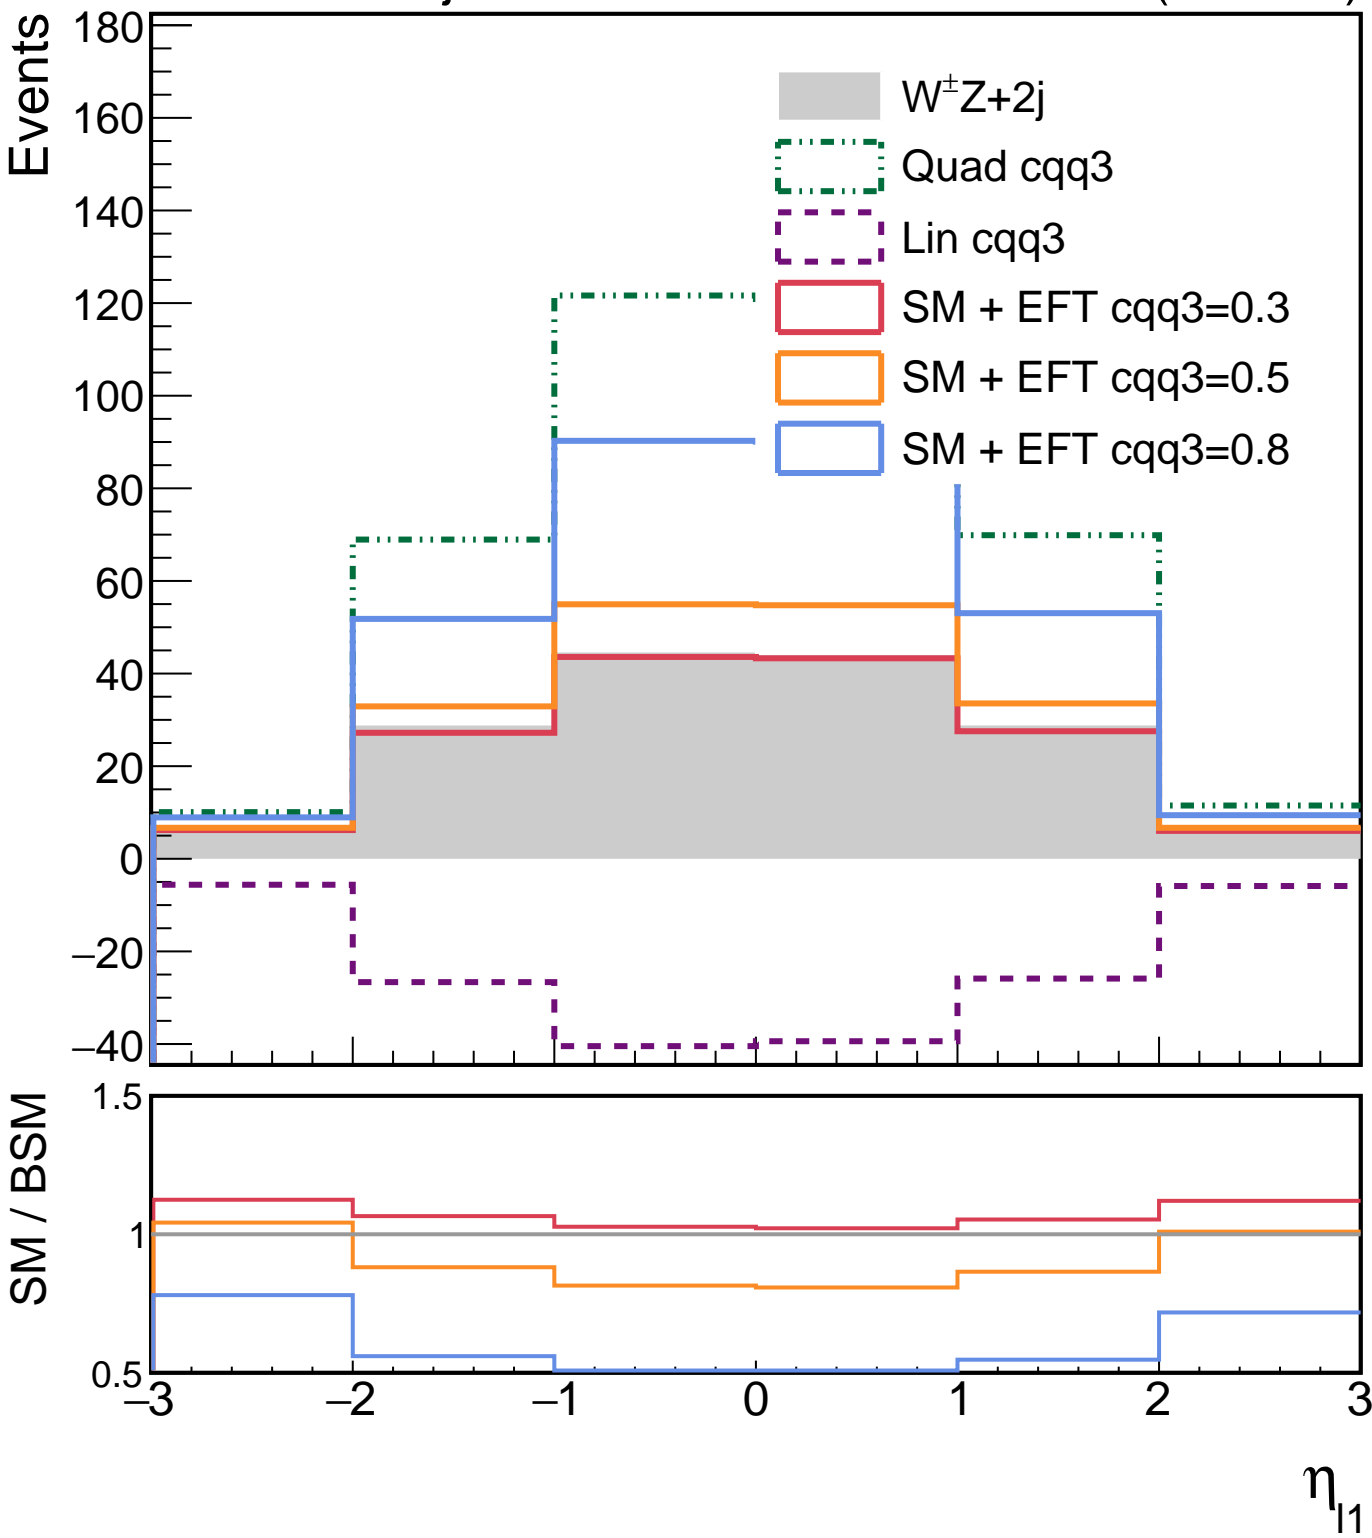 Events
180
160
140
120
100
80
60
40
20
0
−20
−40
W±Z+2j
Quad cqq3
Lin cqq3
SM + EFT cqq3=0.3
SM + EFT cqq3=0.5
SM + EFT cqq3=0.8
SM / BSM
1.5
1
0.5
−3 −2 −1 0 1 2 3
ηl1